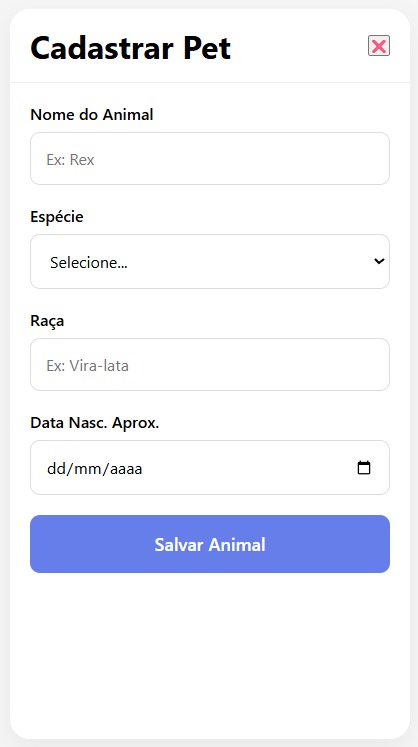 Cadastrar Pet
Nome do Animal
Ex: Rex
Espécie
Selecione...
Raça
Ex: Vira-lata
Data Nasc. Aprox.
dd/mm/aaaa
Salvar Animal